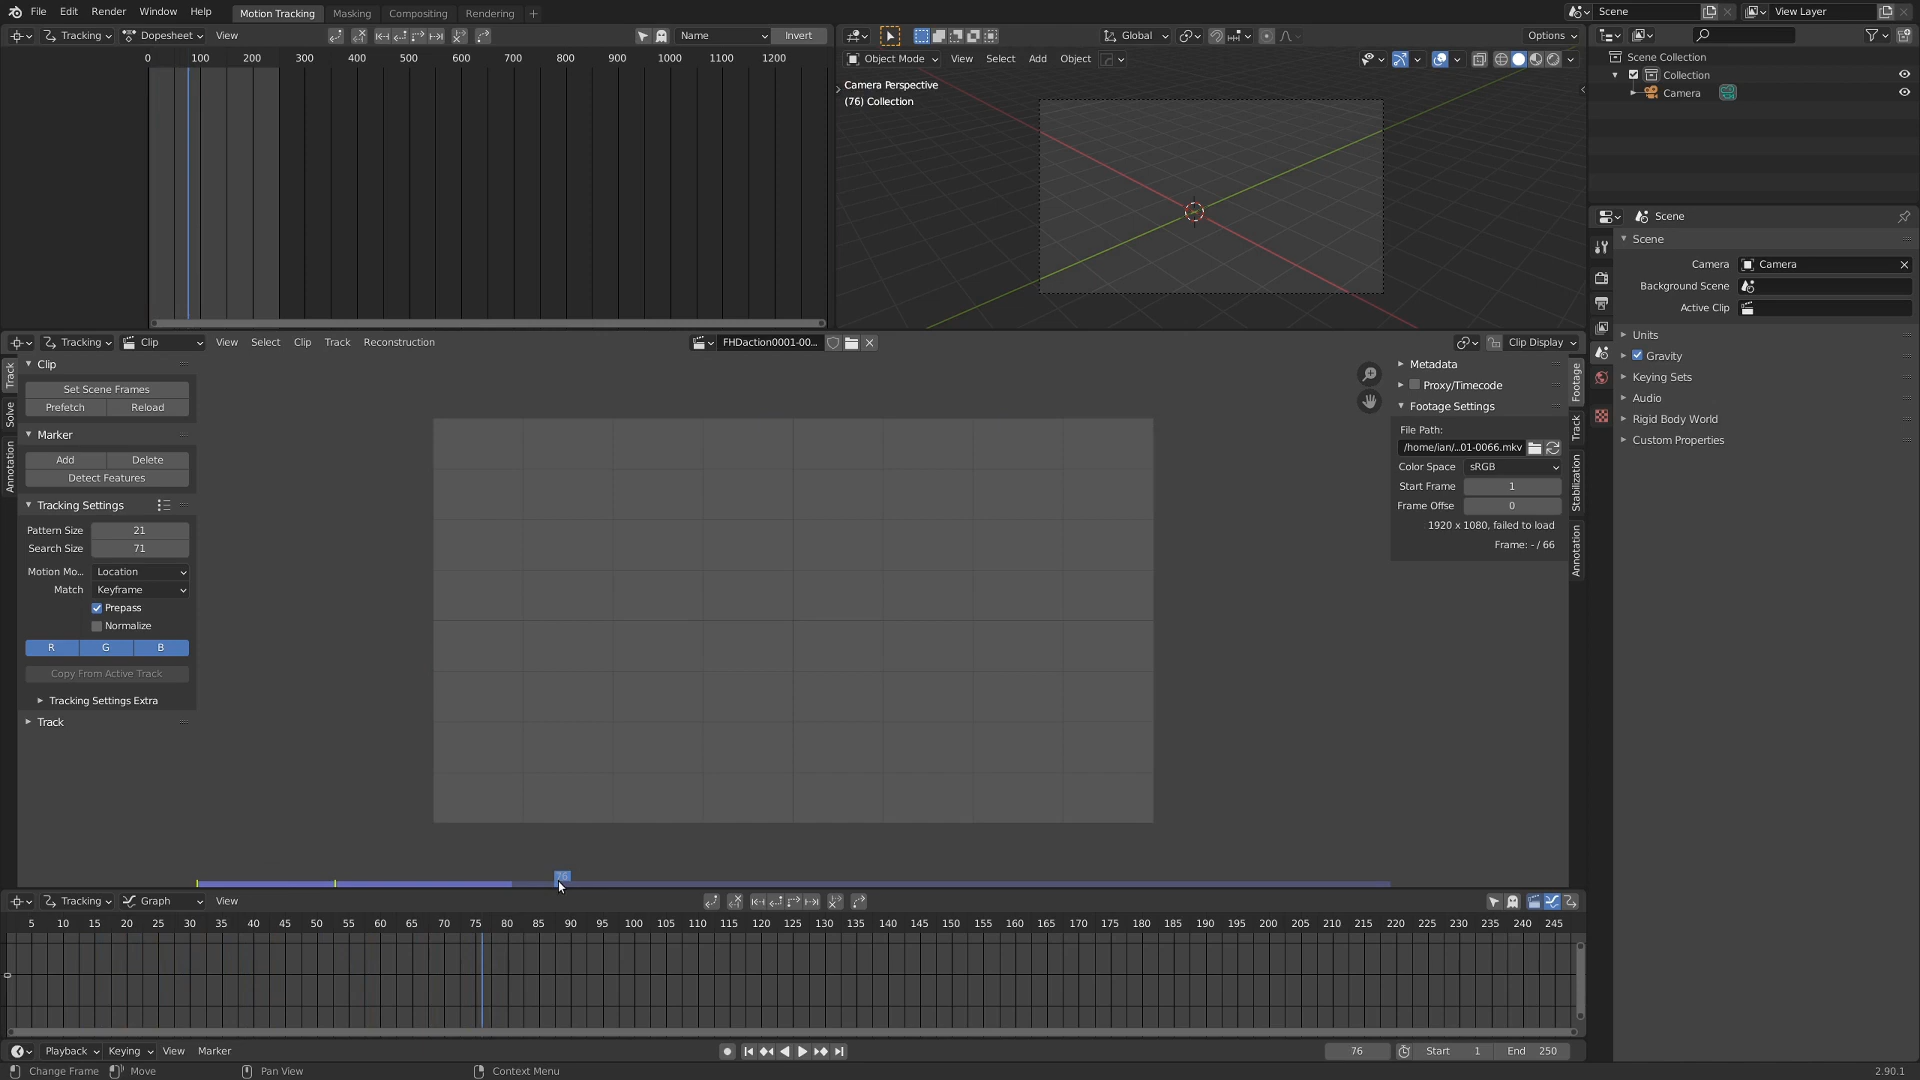 File Edit Render Window Help Motion Tracking Masking Compositing Rendering + Scene View Layer
Tracking Dopesheet View Name Invert Global Options
0 100 200 300 400 500 600 700 800 900 1000 1100 1200
Object Mode View Select Add Object
Camera Perspective
(76) Collection
Scene Collection
Collection
Camera
Scene
Scene
Camera Camera
Background Scene
Active Clip
Units
Gravity
Keying Sets
Audio
Rigid Body World
Custom Properties
Tracking Clip View Select Clip Track Reconstruction FHDaction0001-00... Clip Display
Track
Solve
Annotation
Clip
Set Scene Frames
Prefetch Reload
Marker
Add Delete
Detect Features
Tracking Settings
Pattern Size 21
Search Size 71
Motion Mo... Location
Match Keyframe
Prepass
Normalize
R G B
Copy From Active Track
Tracking Settings Extra
Track
Metadata
Proxy/Timecode
Footage Settings
File Path:
/home/ian/...01-0066.mkv
Color Space sRGB
Start Frame 1
Frame Offse 0
1920 x 1080, failed to load
Frame: - / 66
Footage
Track
Stabilization
Annotation
76
Tracking Graph View
5 10 15 20 25 30 35 40 45 50 55 60 65 70 75 80 85 90 95 100 105 110 115 120 125 130 135 140 145 150 155 160 165 170 175 180 185 190 195 200 205 210 215 220 225 230 235 240 245
Playback Keying View Marker 76 Start 1 End 250
Change Frame Move Pan View Context Menu 2.90.1